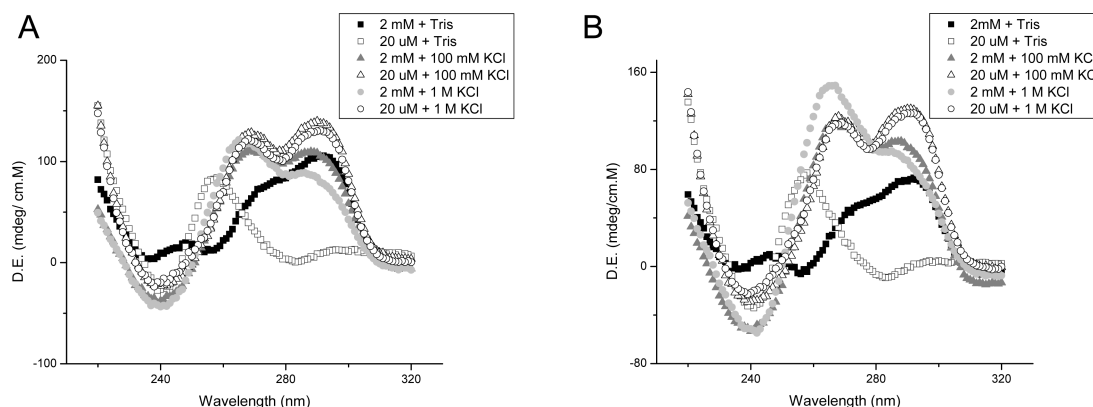 A
2 mM + Tris
20 uM + Tris
2 mM + 100 mM KCl
20 uM + 100 mM KCl
2 mM + 1 M KCl
20 uM + 1 M KCl
200
100
0
-100
D.E. (mdeg/ cm.M)
240
280
320
Wavelength (nm)
B
2mM + Tris
20 uM + Tris
2 mM + 100 mM KCl
20 uM + 100 mM KCl
2 mM + 1 M KCl
20 uM + 1 M KCl
160
80
0
-80
D.E. (mdeg/cm.M)
240
280
320
Wavelength (nm)